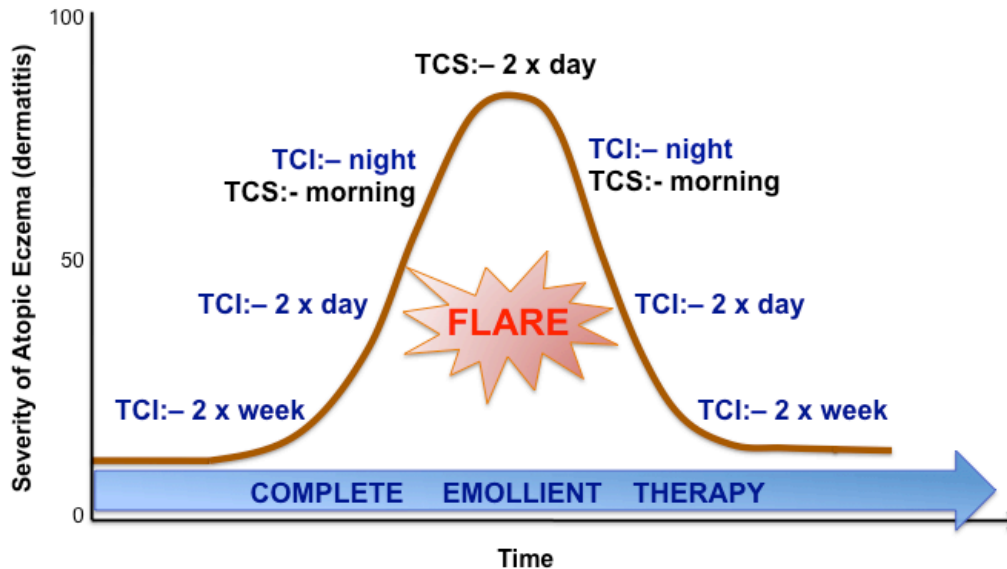 100
TCS:– 2 x day
TCI:– night
TCS:- morning
TCI:– night
TCS:- morning
Severity of Atopic Eczema (dermatitis)
50
TCI:– 2 x day
FLARE
TCI:– 2 x day
TCI:– 2 x week
TCI:– 2 x week
COMPLETE EMOLLIENT THERAPY
0
Time